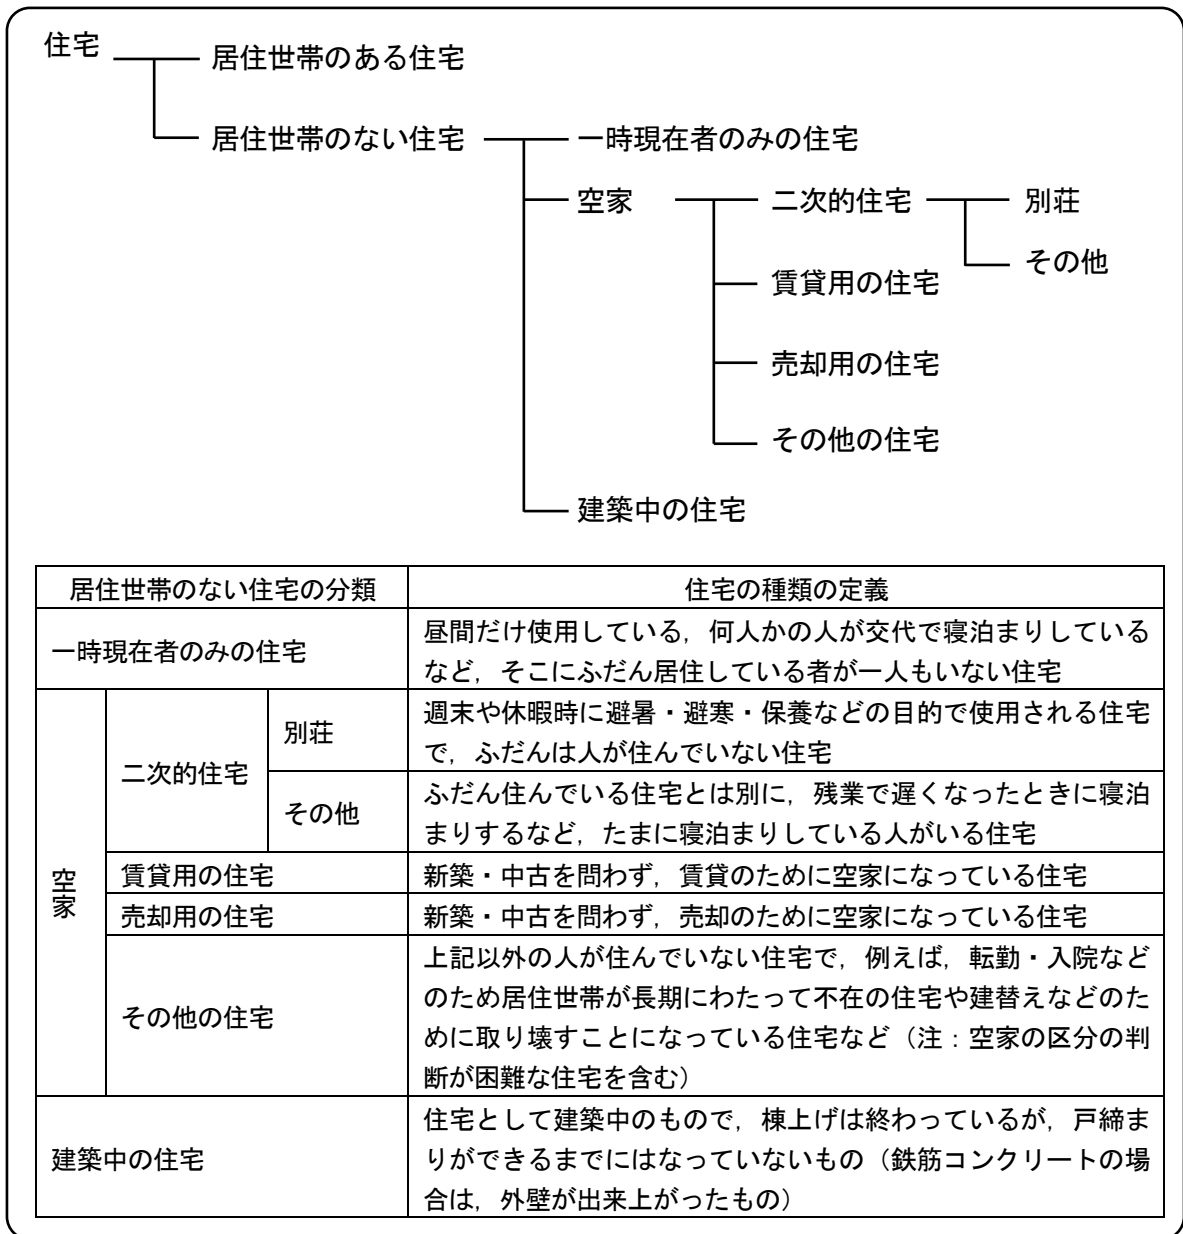 住宅
居住世帯のある住宅
居住世帯のない住宅
一時現在者のみの住宅
空家
二次的住宅
別荘
その他
賃貸用の住宅
売却用の住宅
その他の住宅
建築中の住宅
居住世帯のない住宅の分類
住宅の種類の定義
一時現在者のみの住宅
昼間だけ使用している，何人かの人が交代で寝泊まりしている
など，そこにふだん居住している者が一人もいない住宅
空家
二次的住宅
別荘
週末や休暇時に避暑・避寒・保養などの目的で使用される住宅
で，ふだんは人が住んでいない住宅
その他
ふだん住んでいる住宅とは別に，残業で遅くなったときに寝泊
まりするなど，たまに寝泊まりしている人がいる住宅
賃貸用の住宅
新築・中古を問わず，賃貸のために空家になっている住宅
売却用の住宅
新築・中古を問わず，売却のために空家になっている住宅
その他の住宅
上記以外の人が住んでいない住宅で，例えば，転勤・入院など
のため居住世帯が長期にわたって不在の住宅や建替えなどのた
めに取り壊すことになっている住宅など（注：空家の区分の判
断が困難な住宅を含む）
建築中の住宅
住宅として建築中のもので，棟上げは終わっているが，戸締ま
りができるまでにはなっていないもの（鉄筋コンクリートの場
合は，外壁が出来上がったもの）